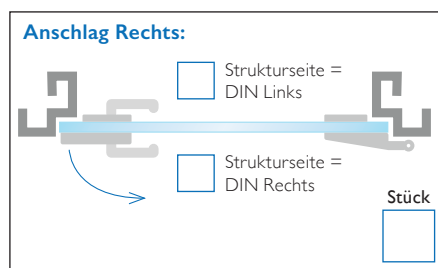 Anschlag Rechts:
Strukturseite =
DIN Links
Strukturseite =
DIN Rechts
Stück